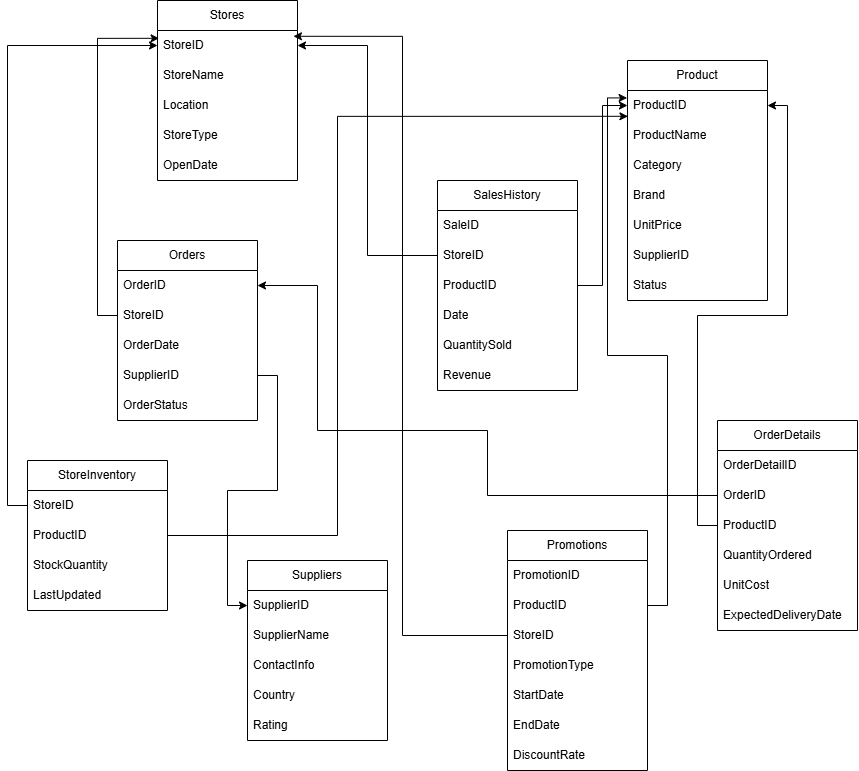 Stores
StoreID
StoreName
Location
StoreType
OpenDate
Product
ProductID
ProductName
Category
Brand
UnitPrice
SupplierID
Status
SalesHistory
SaleID
StoreID
ProductID
Date
QuantitySold
Revenue
Orders
OrderID
StoreID
OrderDate
SupplierID
OrderStatus
OrderDetails
OrderDetailID
OrderID
ProductID
QuantityOrdered
UnitCost
ExpectedDeliveryDate
StoreInventory
StoreID
ProductID
StockQuantity
LastUpdated
Promotions
PromotionID
ProductID
StoreID
PromotionType
StartDate
EndDate
DiscountRate
Suppliers
SupplierID
SupplierName
ContactInfo
Country
Rating